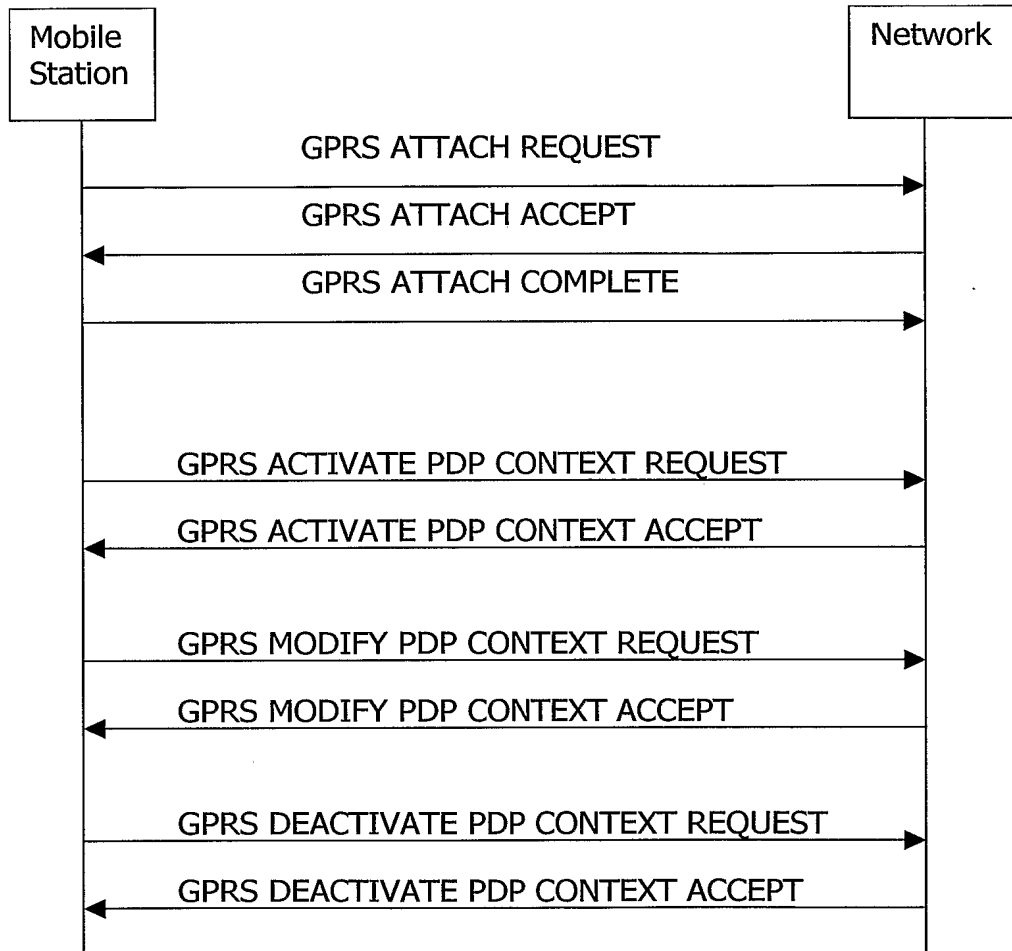 Mobile
Station
Network
GPRS ATTACH REQUEST
GPRS ATTACH ACCEPT
GPRS ATTACH COMPLETE
GPRS ACTIVATE PDP CONTEXT REQUEST
GPRS ACTIVATE PDP CONTEXT ACCEPT
GPRS MODIFY PDP CONTEXT REQUEST
GPRS MODIFY PDP CONTEXT ACCEPT
GPRS DEACTIVATE PDP CONTEXT REQUEST
GPRS DEACTIVATE PDP CONTEXT ACCEPT